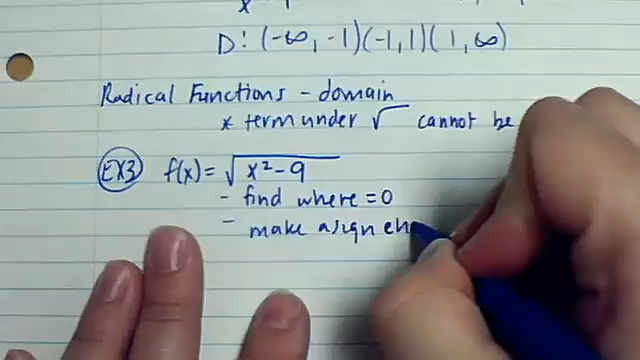 x
D: (-∞, -1)(-1, 1)(1, ∞)
Radical Functions - domain
* term under √ cannot be
EX3 f(x) = √x² - 9
- find where = 0
- make a sign